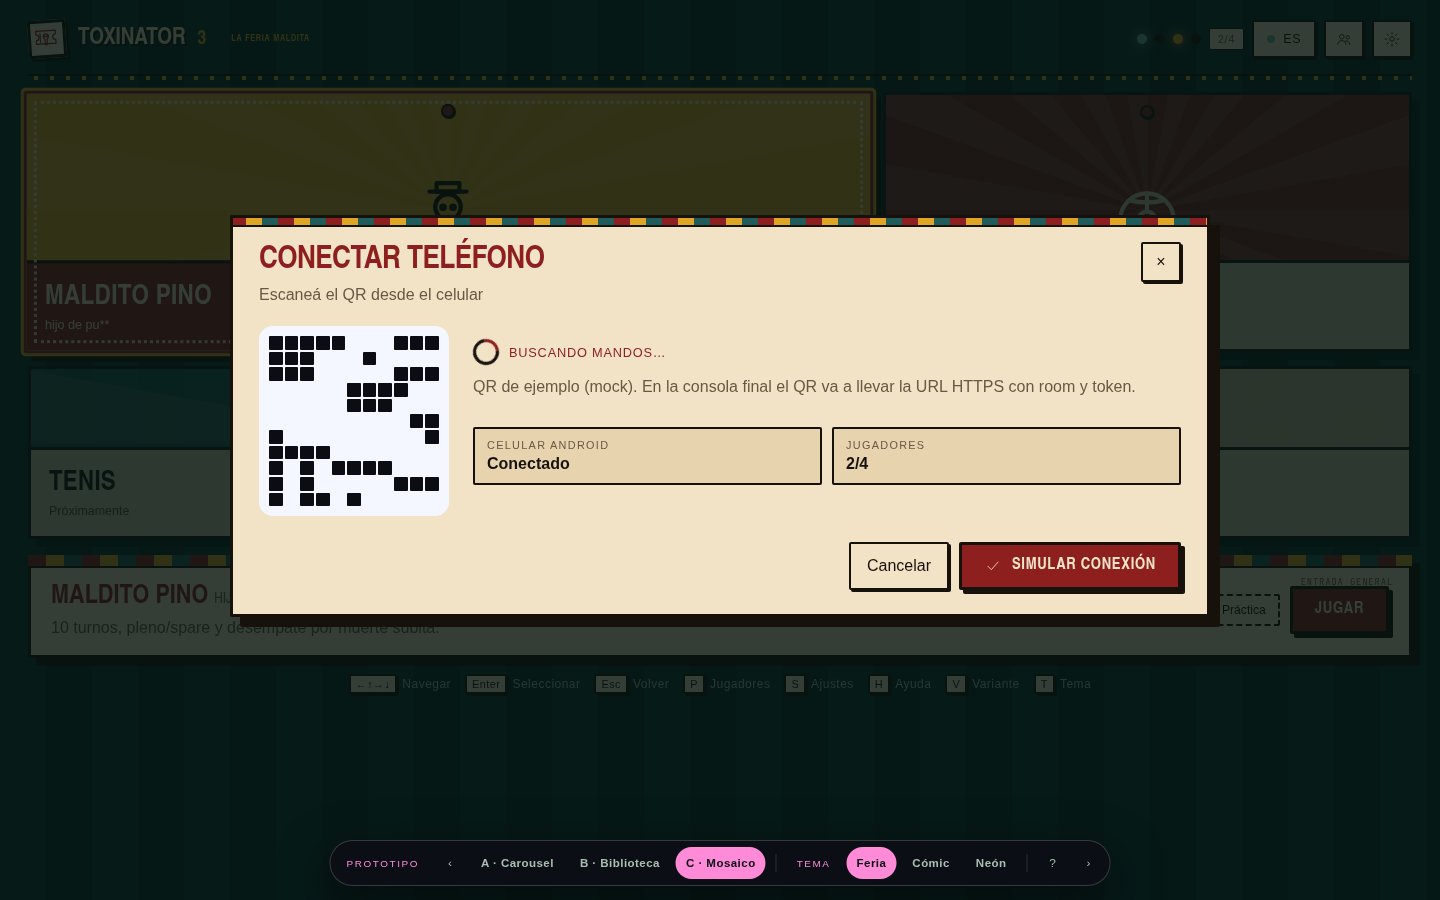 TOXINATOR 3 LA FERIA MALDITA
2/4 ES
MALDITO PINO
hijo de pu**
CONECTAR TELÉFONO
×
Escaneá el QR desde el celular
BUSCANDO MANDOS...
QR de ejemplo (mock). En la consola final el QR va a llevar la URL HTTPS con room y token.
CELULAR ANDROID
Conectado
JUGADORES
2/4
Cancelar
SIMULAR CONEXIÓN
TENIS
Próximamente
ENTRADA GENERAL
MALDITO PINO
Práctica
JUGAR
10 turnos, pleno/spare y desempate por muerte súbita.
←↑→↓ Navegar Enter Seleccionar Esc Volver P Jugadores S Ajustes H Ayuda V Variante T Tema
PROTOTIPO ‹ A · Carousel B · Biblioteca C · Mosaico TEMA Feria Cómic Neón ? ›